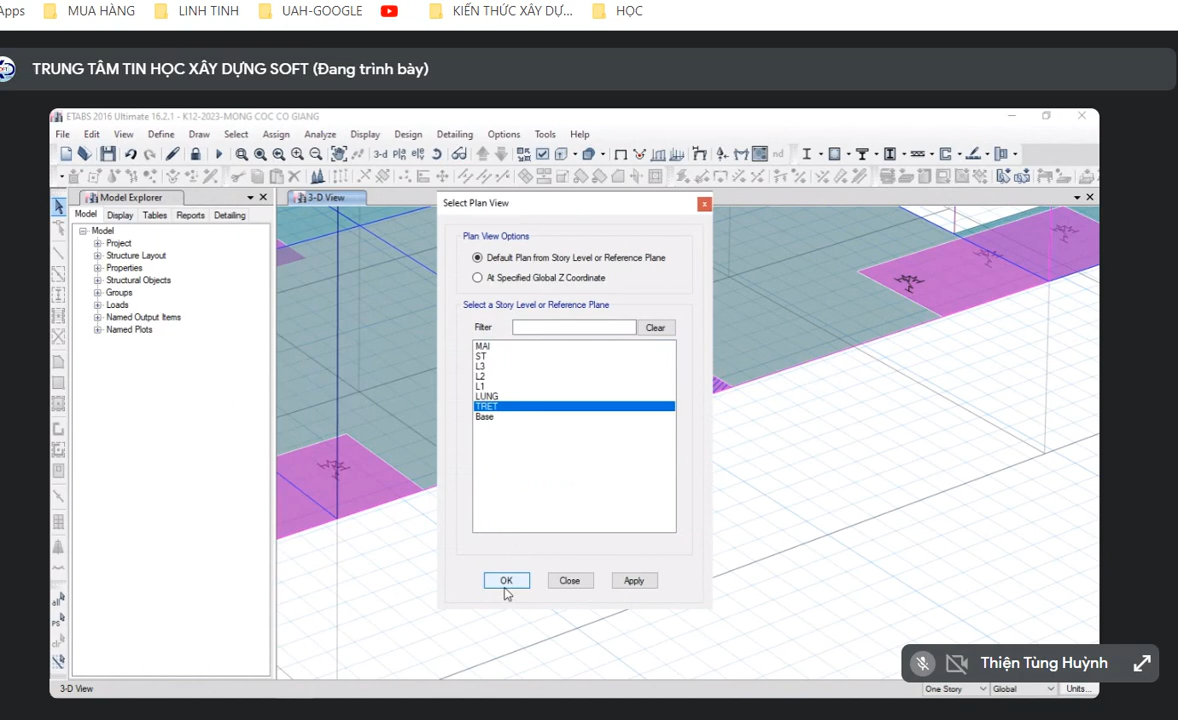 Apps MUA HÀNG LINH TINH UAH-GOOGLE KIẾN THỨC XÂY DỰ... HỌC
TRUNG TÂM TIN HỌC XÂY DỰNG SOFT (Đang trình bày)
ETABS 2016 Ultimate 16.2.1 - K12-2023-MONG COC CO GIANG
File Edit View Define Draw Select Assign Analyze Display Design Detailing Options Tools Help
3-d nd
Model Explorer
3-D View
Model Display Tables Reports Detailing
Model
Project
Structure Layout
Properties
Structural Objects
Groups
Loads
Named Output Items
Named Plots
Select Plan View
Plan View Options
Default Plan from Story Level or Reference Plane
At Specified Global Z Coordinate
Select a Story Level or Reference Plane
Filter Clear
MAI
ST
L3
L2
L1
LUNG
TRET
Base
OK Close Apply
all
ps
clr
Thiện Tùng Huỳnh
3-D View One Story Global Units...